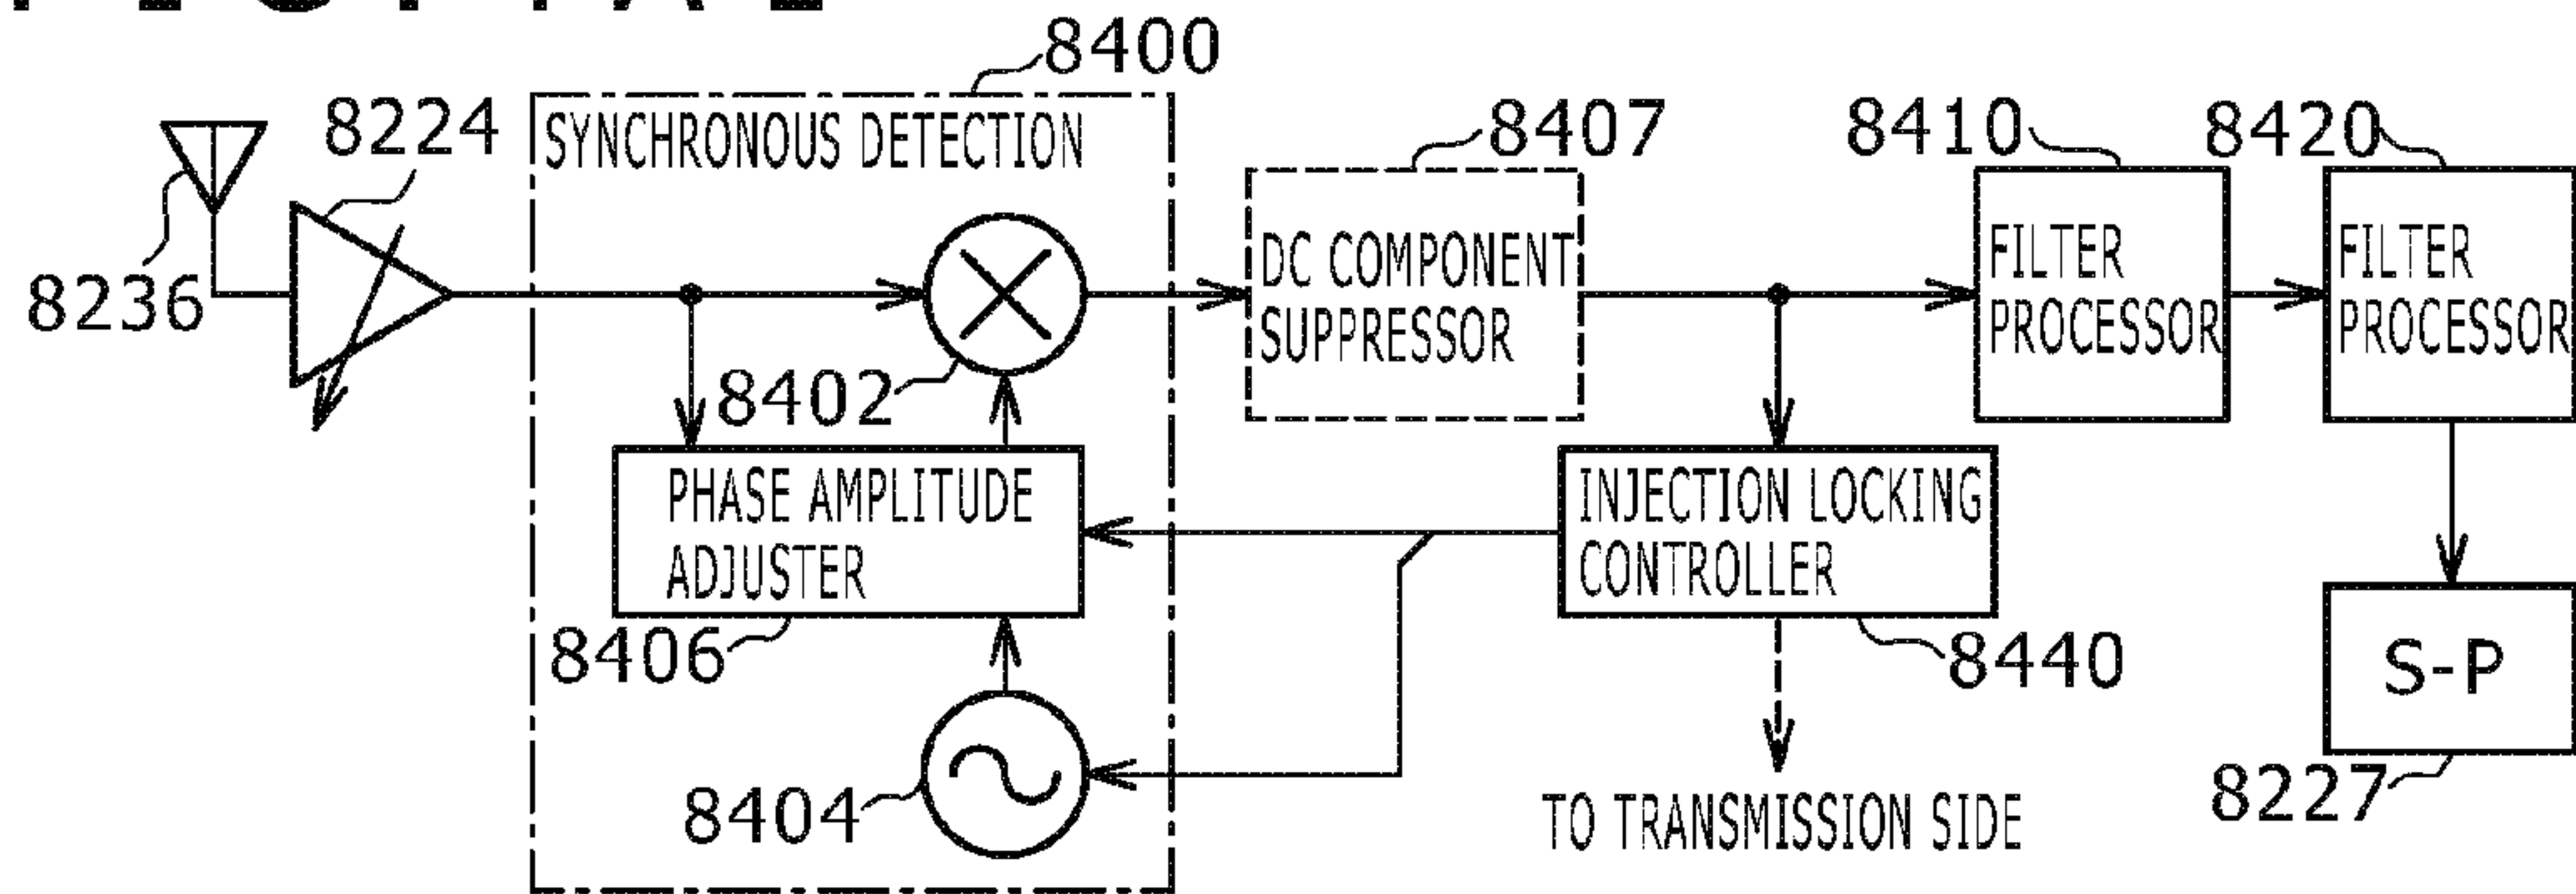 8400
8224
SYNCHRONOUS DETECTION
8407
8410
8420
8236
DC COMPONENT
SUPPRESSOR
FILTER
PROCESSOR
FILTER
PROCESSOR
8402
PHASE AMPLITUDE
ADJUSTER
INJECTION LOCKING
CONTROLLER
8406
8440
S-P
8404
TO TRANSMISSION SIDE
8227